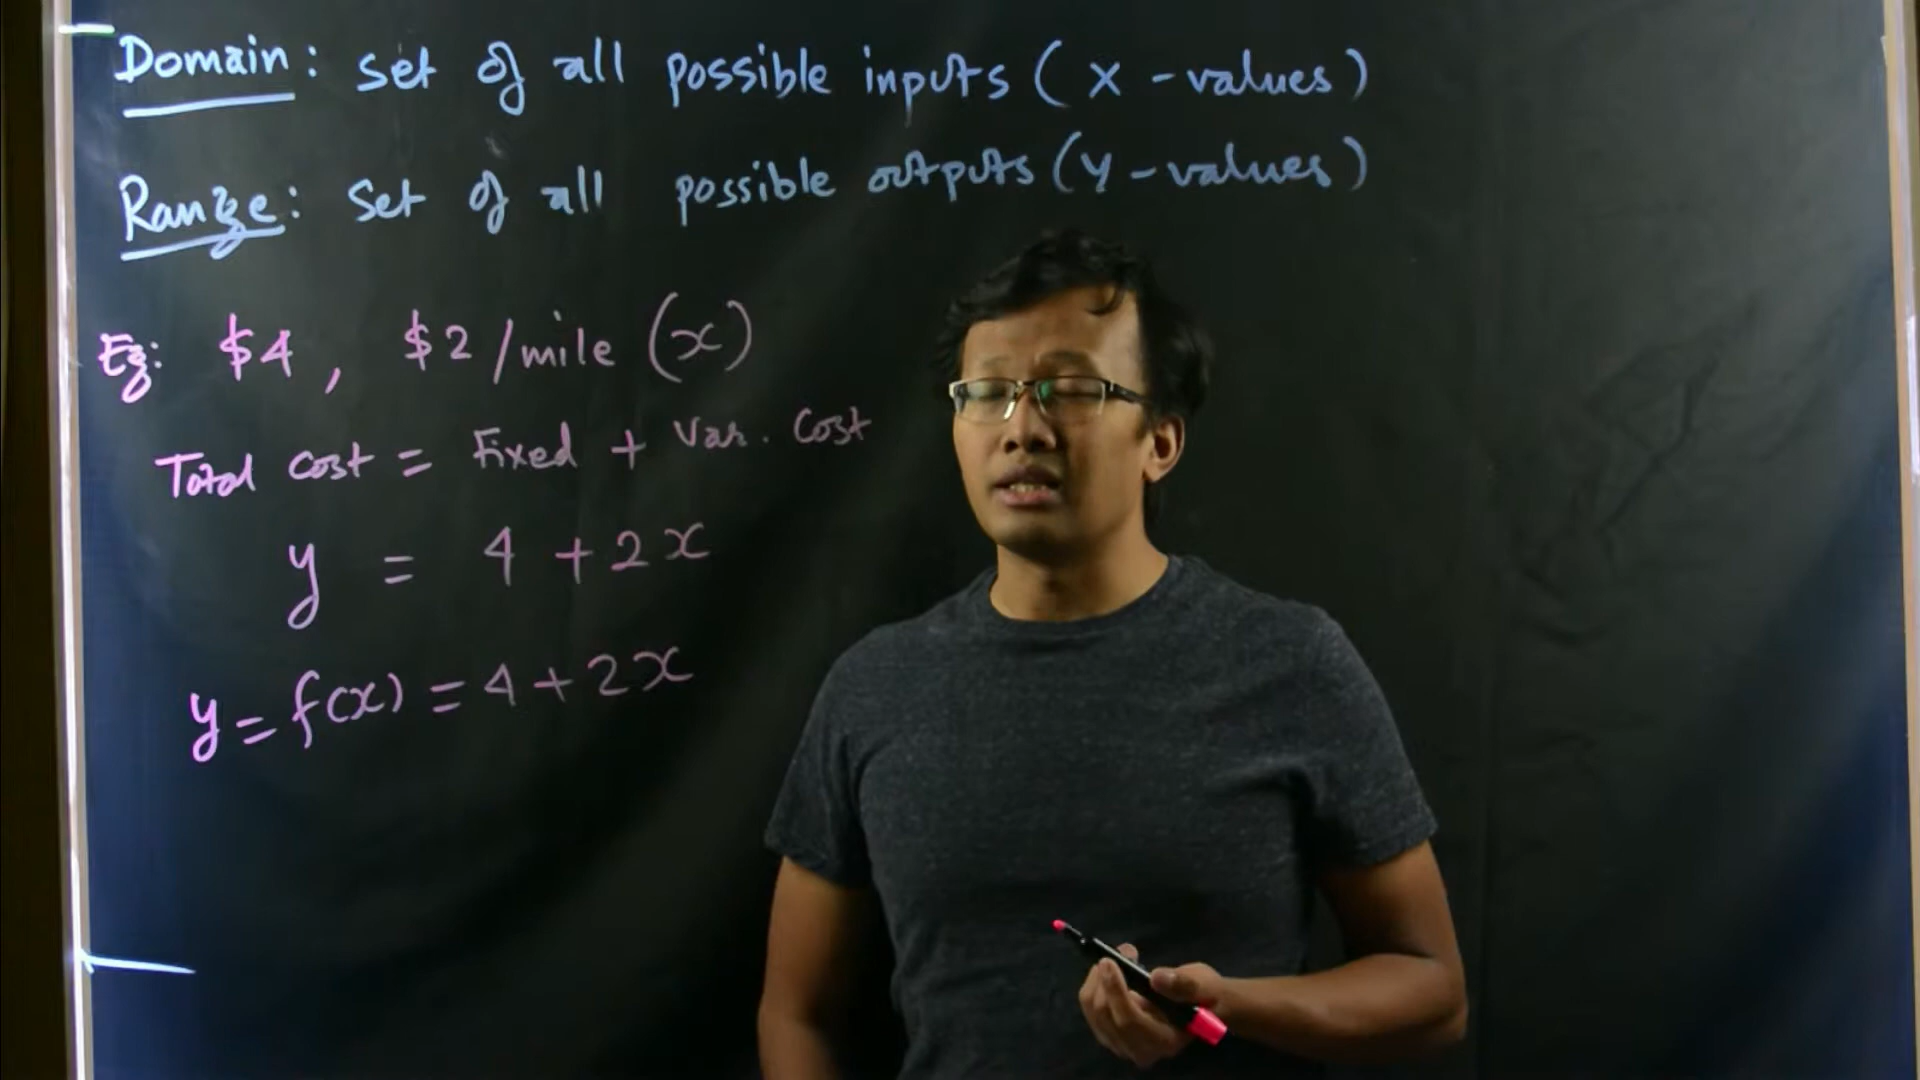 Domain: set of all possible inputs (x - values)
Range: set of all possible outputs (y - values)
Eg: $4, $2/mile (x)
Total cost = Fixed + Var. Cost
y = 4 + 2x
y = f(x) = 4 + 2x